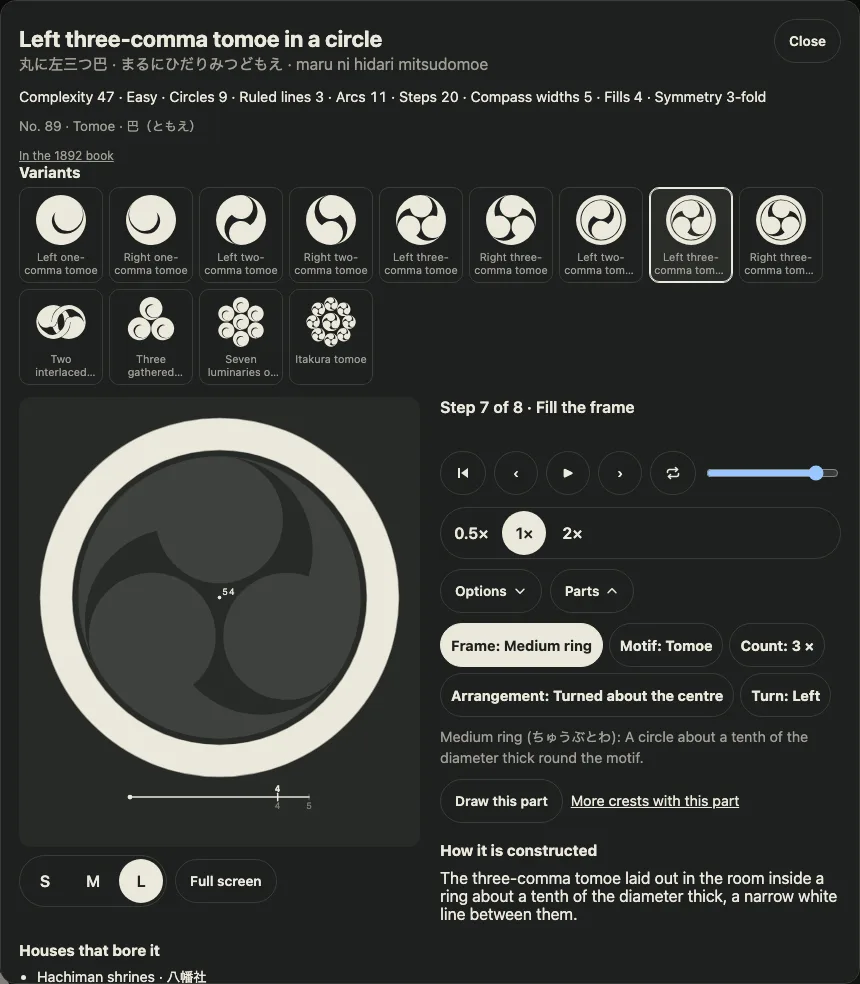 Left three-comma tomoe in a circle
Close
丸に左三つ巴 · まるにひだりみつどもえ · maru ni hidari mitsudomoe
Complexity 47 · Easy · Circles 9 · Ruled lines 3 · Arcs 11 · Steps 20 · Compass widths 5 · Fills 4 · Symmetry 3-fold
No. 89 · Tomoe · 巴（ともえ）
In the 1892 book
Variants
Left one-comma tomoe
Right one-comma tomoe
Left two-comma tomoe
Right two-comma tomoe
Left three-comma tomoe
Right three-comma tomoe
Left two-comma tom...
Left three-comma tom...
Right three-comma tom...
Two interlaced...
Three gathered...
Seven luminaries o...
Itakura tomoe
54
4
4 5
S M L
Full screen
Step 7 of 8 · Fill the frame
0.5× 1× 2×
Options
Parts
Frame: Medium ring
Motif: Tomoe
Count: 3 ×
Arrangement: Turned about the centre
Turn: Left
Medium ring (ちゅうぶとわ): A circle about a tenth of the
diameter thick round the motif.
Draw this part
More crests with this part
How it is constructed
The three-comma tomoe laid out in the room inside a
ring about a tenth of the diameter thick, a narrow white
line between them.
Houses that bore it
• Hachiman shrines · 八幡社